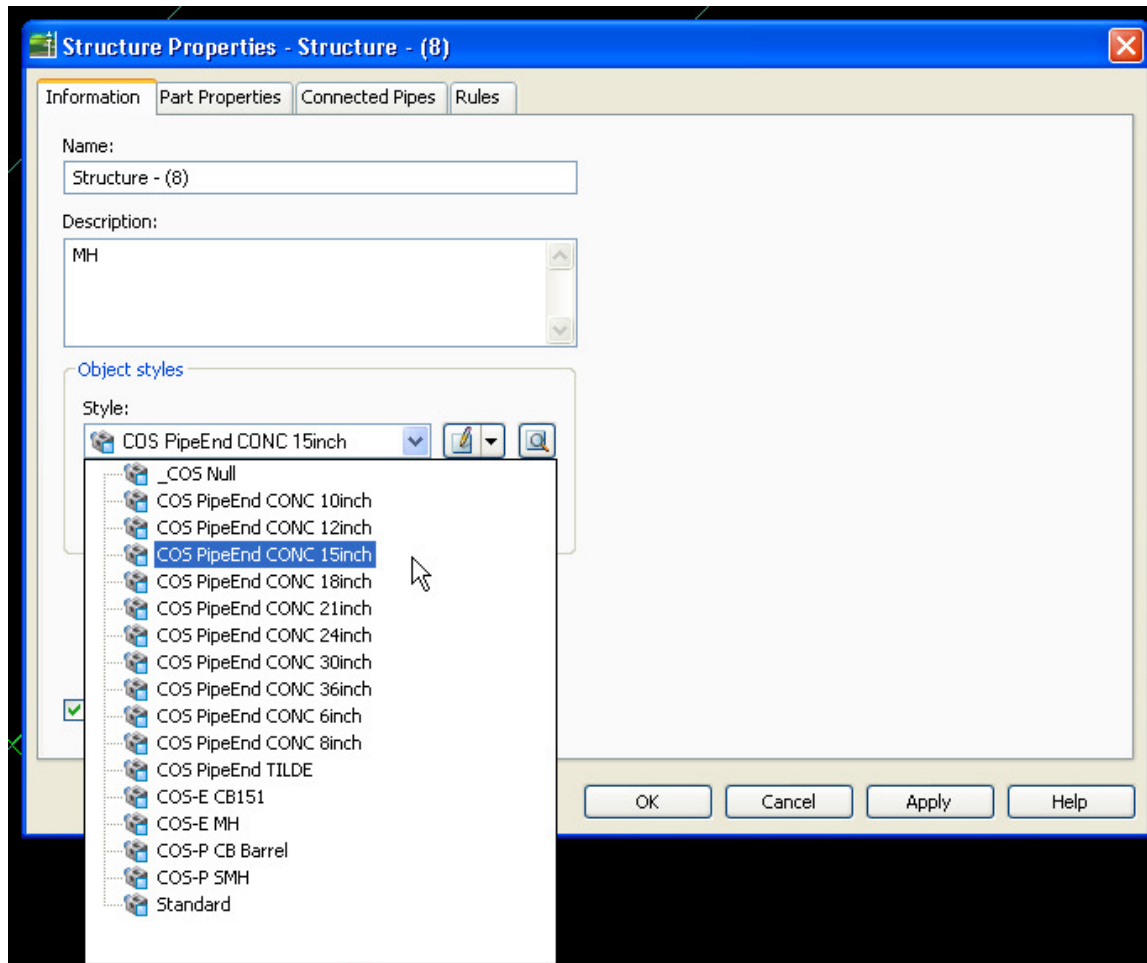 Structure Properties - Structure - (8)
Information Part Properties Connected Pipes Rules
Name:
Structure - (8)
Description:
MH
Object styles
Style:
COS PipeEnd CONC 15inch
_COS Null
COS PipeEnd CONC 10inch
COS PipeEnd CONC 12inch
COS PipeEnd CONC 15inch
COS PipeEnd CONC 18inch
COS PipeEnd CONC 21inch
COS PipeEnd CONC 24inch
COS PipeEnd CONC 30inch
COS PipeEnd CONC 36inch
COS PipeEnd CONC 6inch
COS PipeEnd CONC 8inch
COS PipeEnd TILDE
COS-E CB151
COS-E MH
COS-P CB Barrel
COS-P SMH
Standard
OK Cancel Apply Help